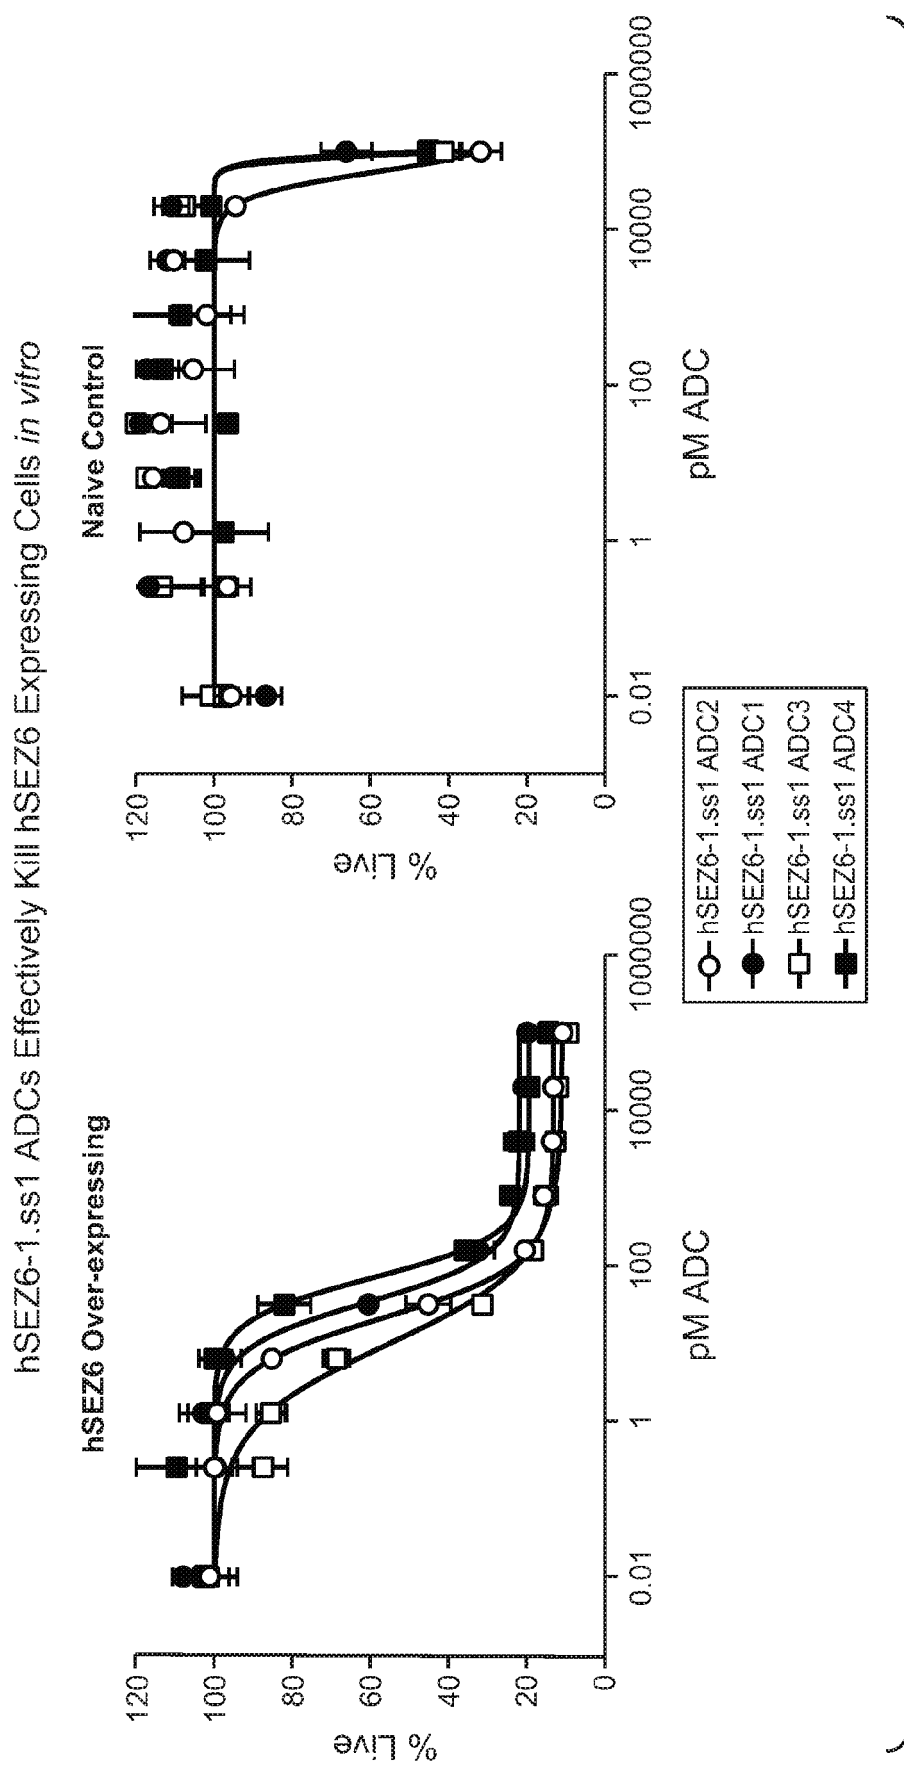 hSEZ6-1.ss1 ADCs Effectively Kill hSEZ6 Expressing Cells in vitro
hSEZ6 Over-expressing
120
100
80
60
40
20
0
% Live
0.01
1
100
10000
1000000
pM ADC
Naive Control
120
100
80
60
40
20
0
% Live
0.01
1
100
10000
1000000
pM ADC
hSEZ6-1.ss1 ADC2
hSEZ6-1.ss1 ADC1
hSEZ6-1.ss1 ADC3
hSEZ6-1.ss1 ADC4